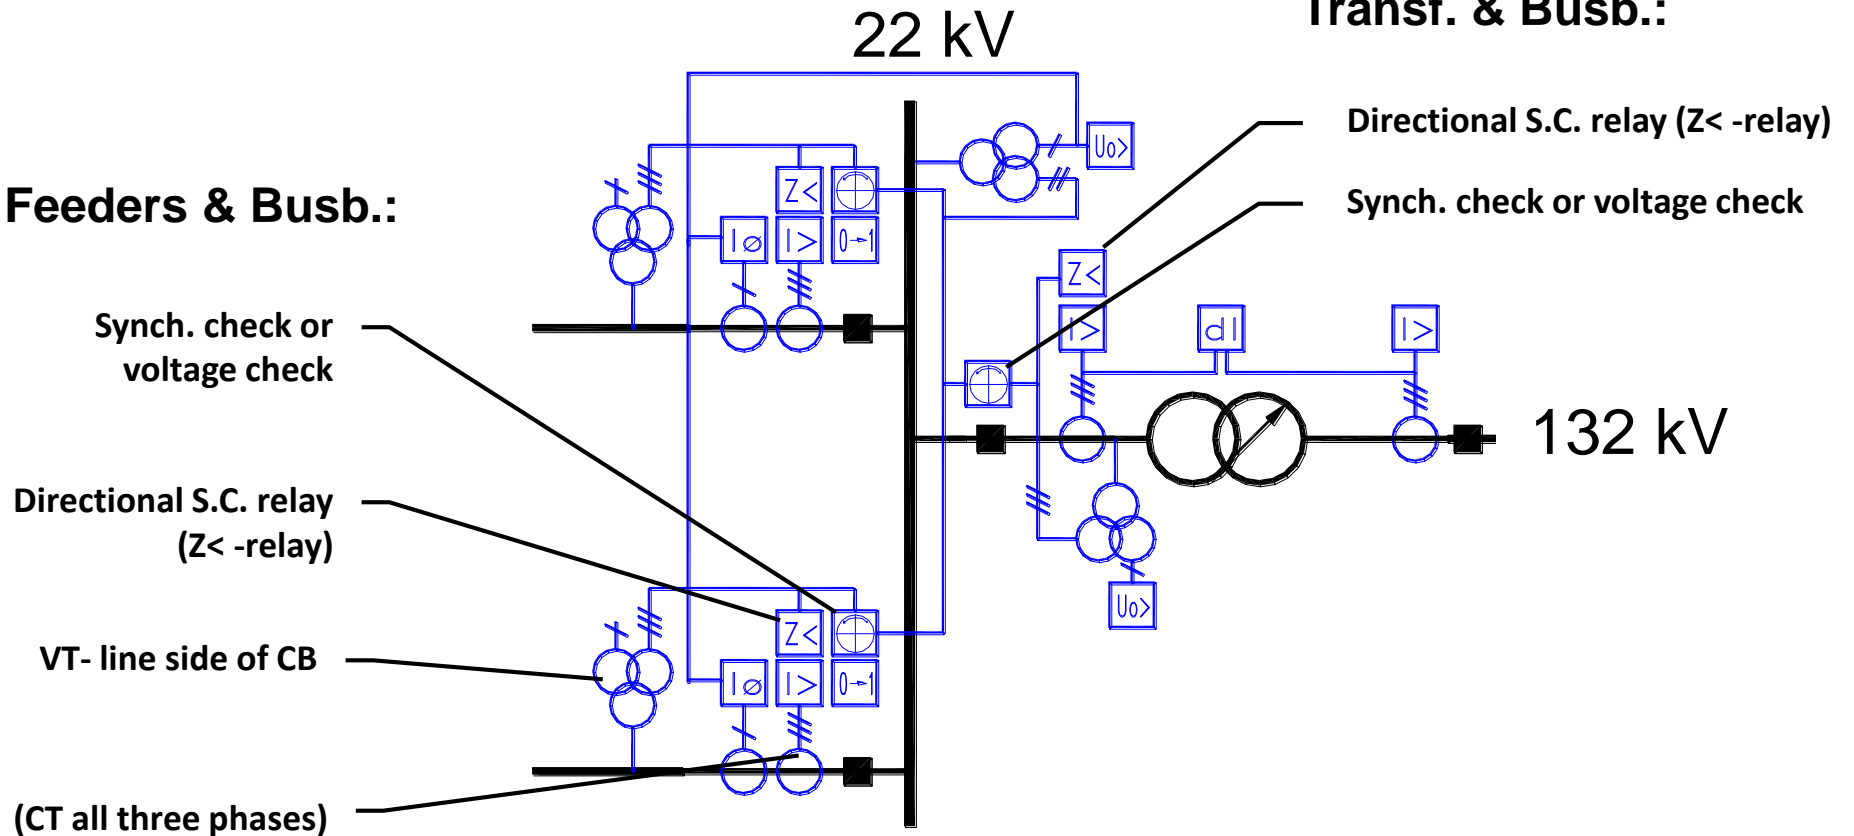 22 kV
Transf. & Busb.:
Directional S.C. relay (Z< -relay)
Synch. check or voltage check
Feeders & Busb.:
Synch. check or
voltage check
Directional S.C. relay
(Z< -relay)
VT- line side of CB
(CT all three phases)
132 kV
Uo>
Z<
I∅
I>
0→1
Z<
I>
dI
I>
Uo>
Z<
I∅
I>
0→1